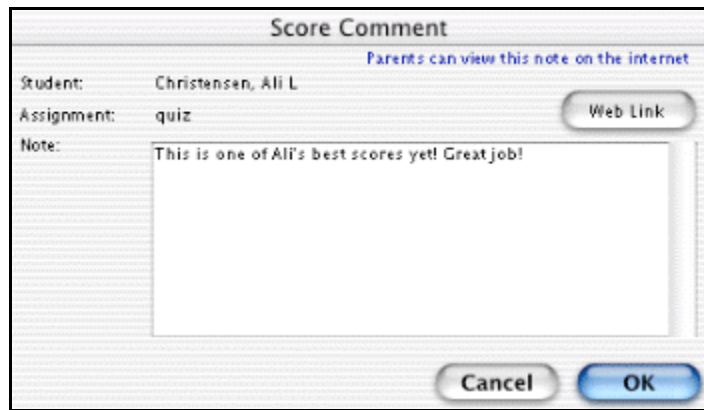 Score Comment
Parents can view this note on the internet
Student: Christensen, Ali L
Assignment: quiz
Web Link
Note:
This is one of Ali's best scores yet! Great job!
Cancel OK